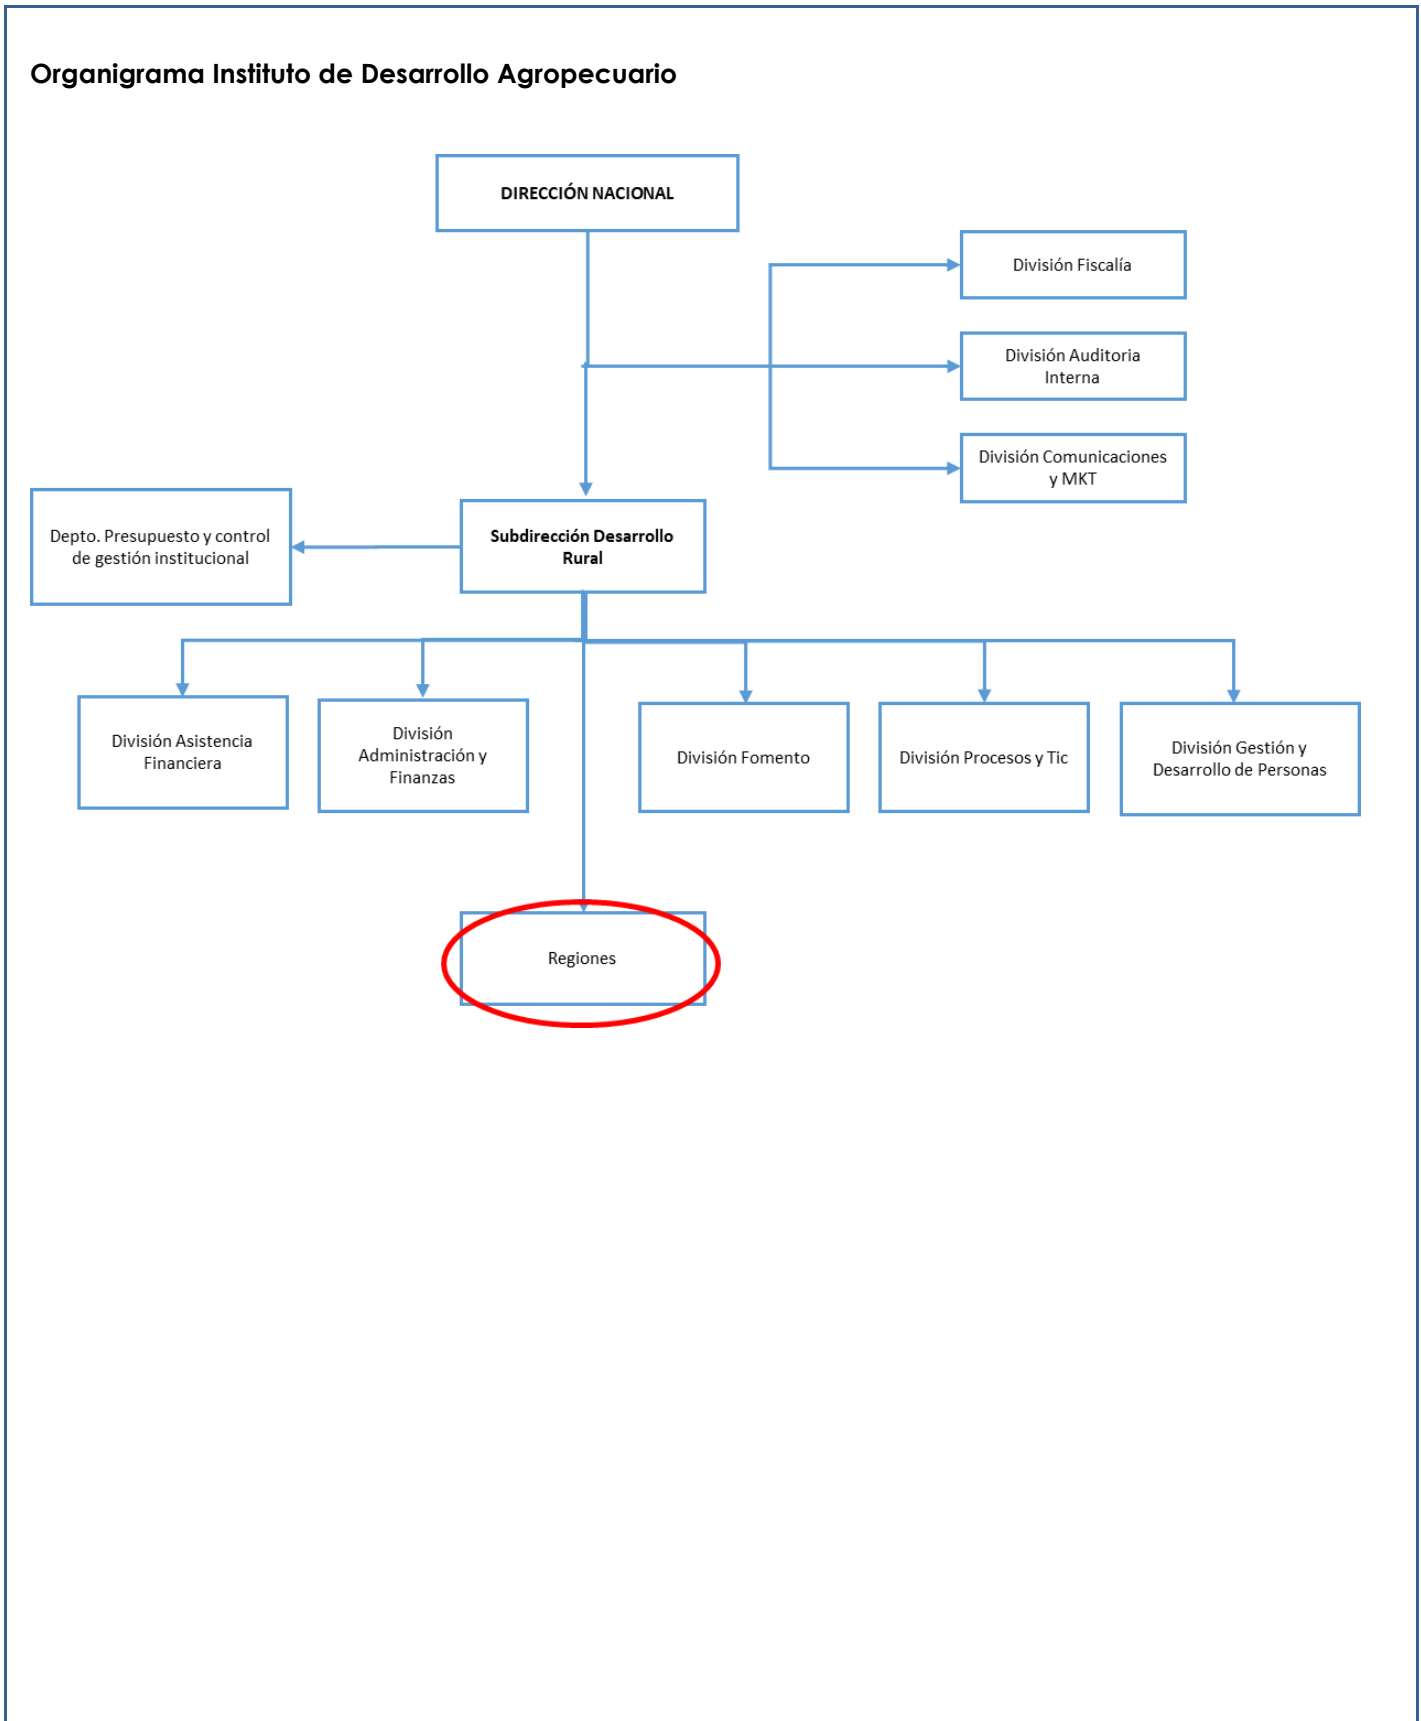 Organigrama Instituto de Desarrollo Agropecuario
DIRECCIÓN NACIONAL
División Fiscalía
División Auditoria
Interna
División Comunicaciones
y MKT
Depto. Presupuesto y control
de gestión institucional
Subdirección Desarrollo
Rural
División Asistencia
Financiera
División
Administración y
Finanzas
División Fomento
División Procesos y Tic
División Gestión y
Desarrollo de Personas
Regiones